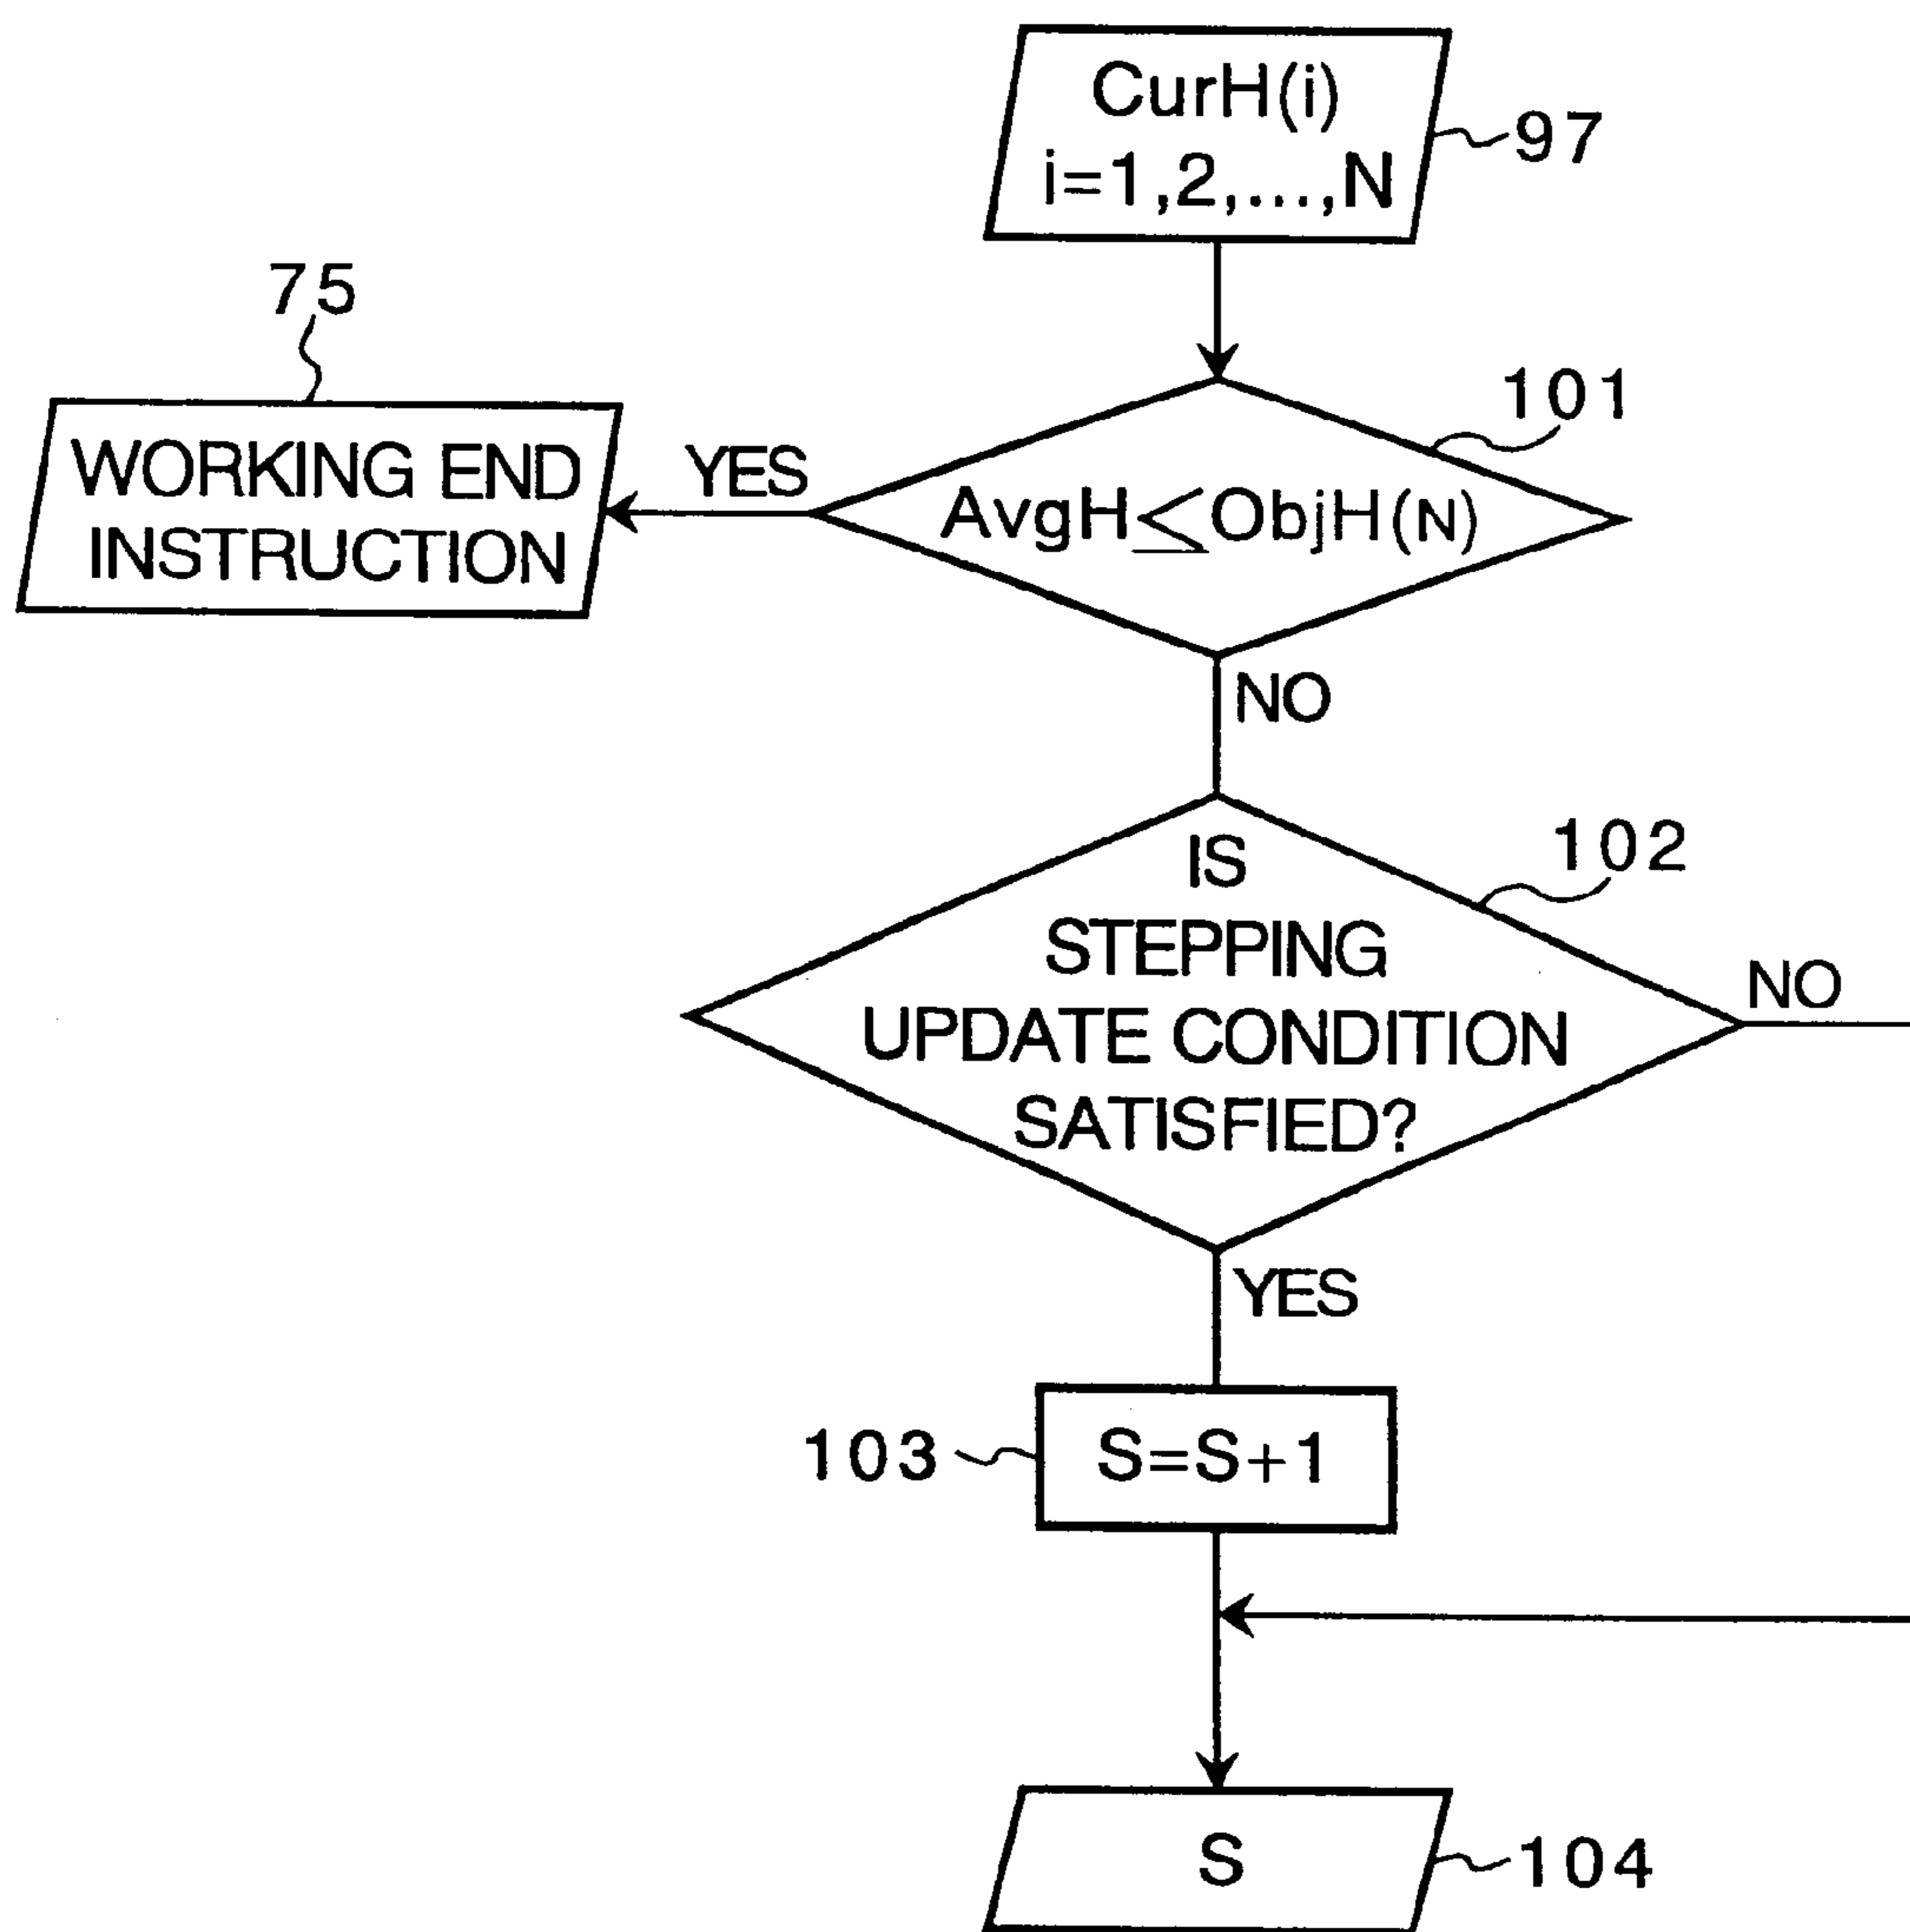 CurH(i)
i=1,2,...,N
97
75
WORKING END
INSTRUCTION
YES
101
AvgH≤ObjH(N)
NO
102
IS
STEPPING
UPDATE CONDITION
SATISFIED?
NO
YES
103
S=S+1
S
104